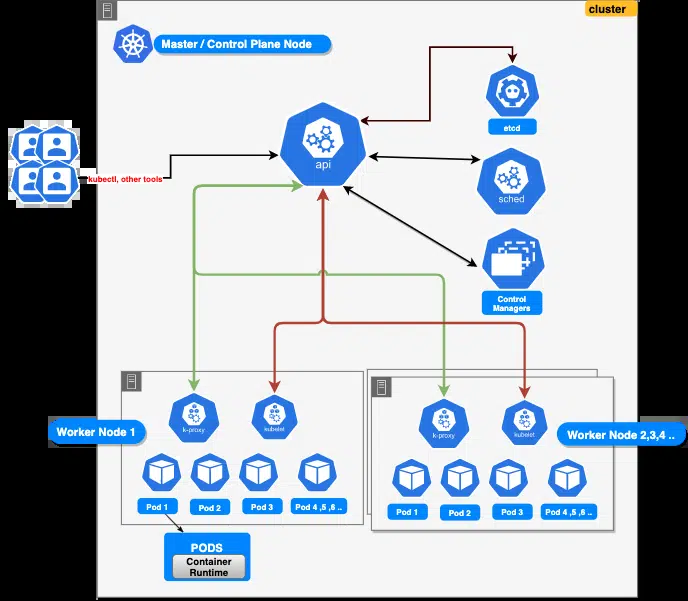 cluster
Master / Control Plane Node
etcd
api
kubectl, other tools
sched
Control
Managers
Worker Node 1
k-proxy
kubelet
Pod 1
Pod 2
Pod 3
Pod 4 ,5 ,6 ..
PODS
Container
Runtime
Worker Node 2,3,4 ..
k-proxy
kubelet
Pod 1
Pod 2
Pod 3
Pod 4 ,5 ,6 ..